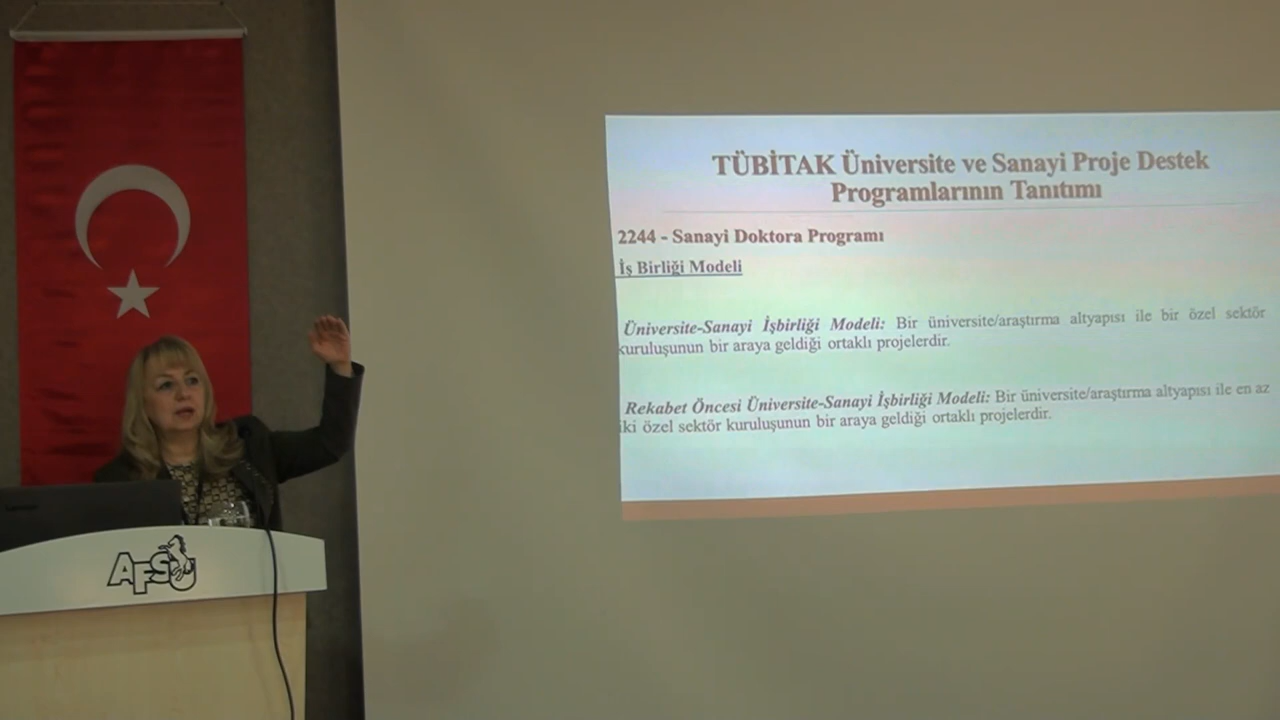 TÜBİTAK Üniversite ve Sanayi Proje Destek
Programlarının Tanıtımı
2244 - Sanayi Doktora Programı
İş Birliği Modeli
Üniversite-Sanayi İşbirliği Modeli: Bir üniversite/araştırma altyapısı ile bir özel sektör
kuruluşunun bir araya geldiği ortaklı projelerdir.
Rekabet Öncesi Üniversite-Sanayi İşbirliği Modeli: Bir üniversite/araştırma altyapısı ile en az
iki özel sektör kuruluşunun bir araya geldiği ortaklı projelerdir.
AFSU